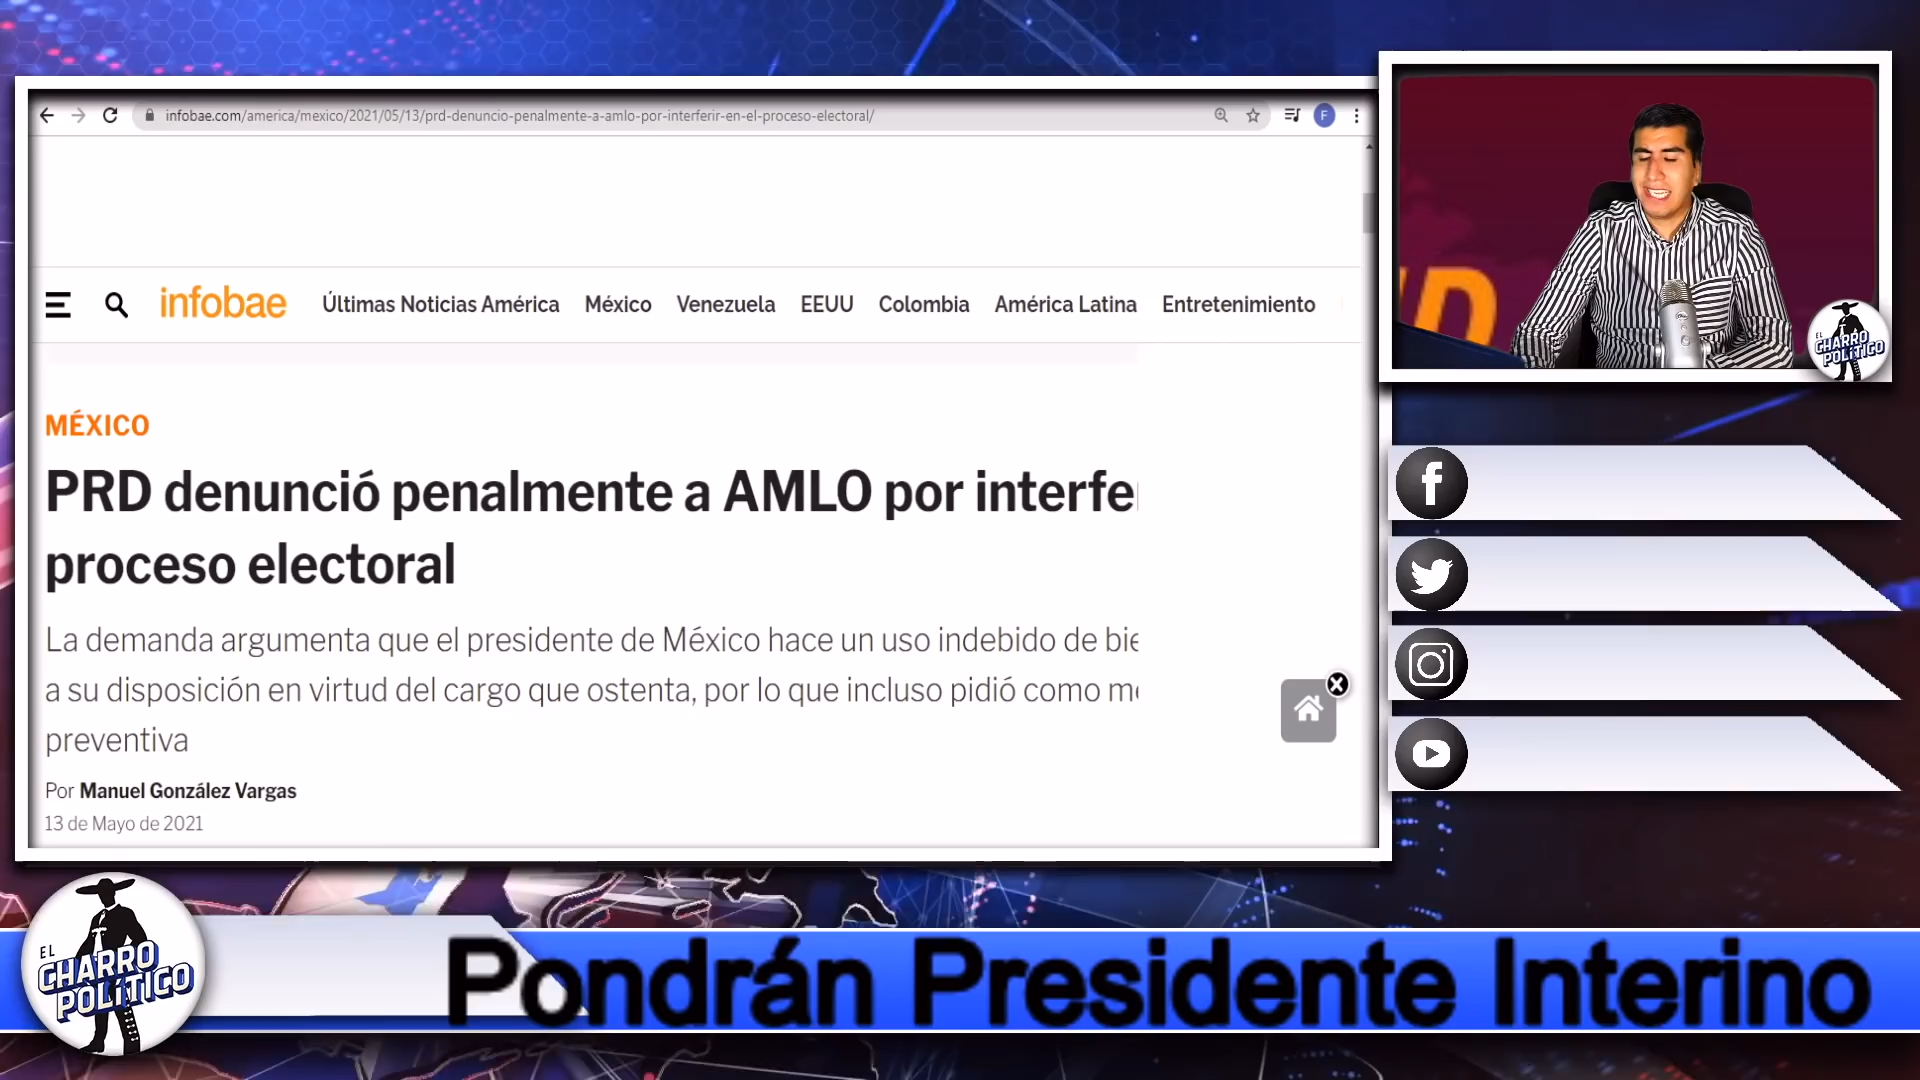 infobae.com/america/mexico/2021/05/13/prd-denuncio-penalmente-a-amlo-por-interferir-en-el-proceso-electoral/
F
infobae Últimas Noticias América México Venezuela EEUU Colombia América Latina Entretenimiento
MÉXICO
PRD denunció penalmente a AMLO por interfe
proceso electoral
La demanda argumenta que el presidente de México hace un uso indebido de bie
a su disposición en virtud del cargo que ostenta, por lo que incluso pidió como
preventiva
Por Manuel González Vargas
13 de Mayo de 2021
EL
CHARRO
POLÍTICO
f
EL
CHARRO
POLÍTICO
Pondrán Presidente Interino